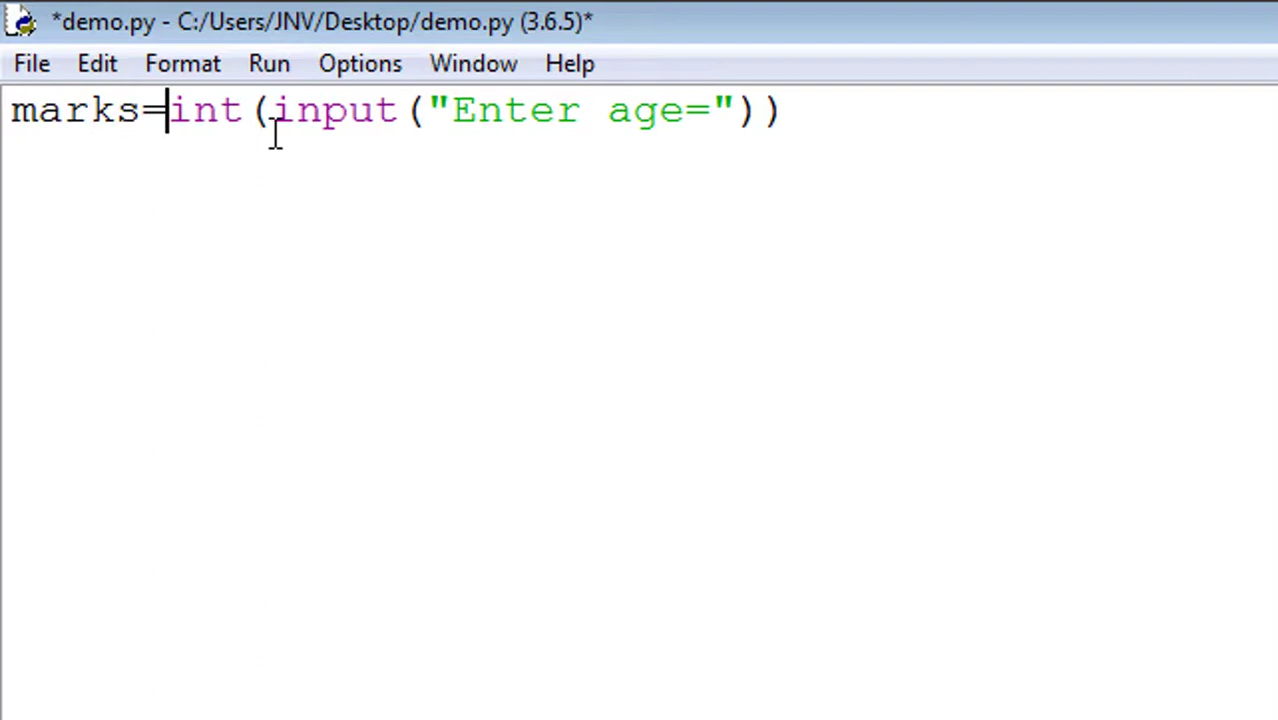 *demo.py - C:/Users/JNV/Desktop/demo.py (3.6.5)*
File Edit Format Run Options Window Help
marks=int(input("Enter age="))